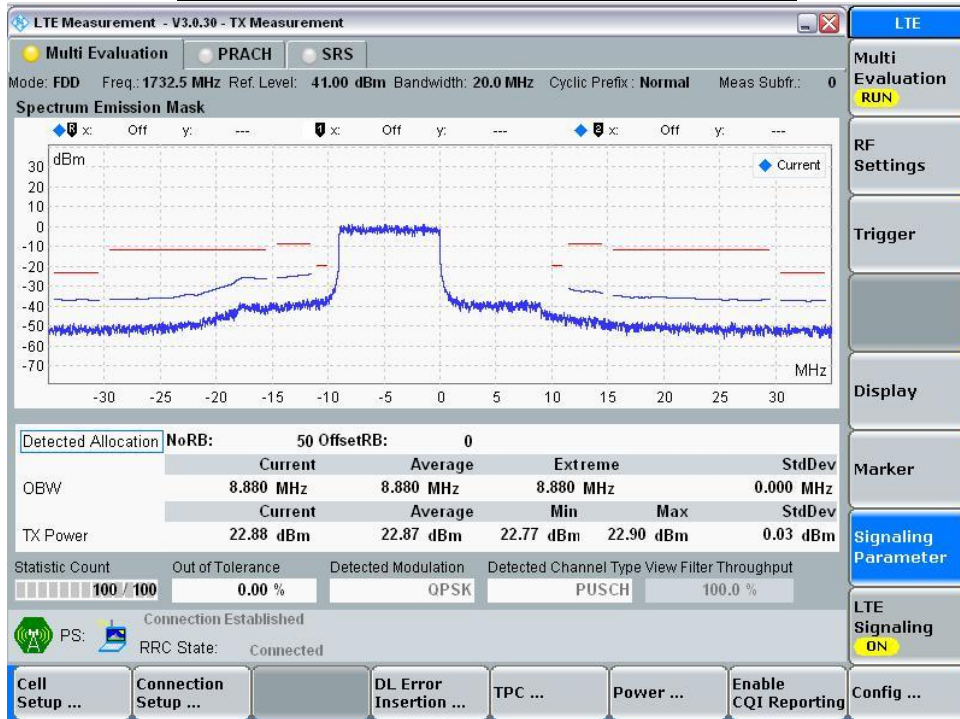 LTE Measurement - V3.0.30 - TX Measurement
LTE
Multi Evaluation PRACH SRS
Mode: FDD Freq.: 1732.5 MHz Ref. Level: 41.00 dBm Bandwidth: 20.0 MHz Cyclic Prefix: Normal Meas Subfr.: 0
Spectrum Emission Mask
R x: Off y: --- 1 x: Off y: --- 2 x: Off y: ---
dBm
Current
30
20
10
0
-10
-20
-30
-40
-50
-60
-70
MHz
-30 -25 -20 -15 -10 -5 0 5 10 15 20 25 30
Detected Allocation NoRB: 50 OffsetRB: 0
Current Average Extreme StdDev
OBW 8.880 MHz 8.880 MHz 8.880 MHz 0.000 MHz
Current Average Min Max StdDev
TX Power 22.88 dBm 22.87 dBm 22.77 dBm 22.90 dBm 0.03 dBm
Statistic Count Out of Tolerance Detected Modulation Detected Channel Type View Filter Throughput
100 / 100 0.00 % QPSK PUSCH 100.0 %
PS: Connection Established
RRC State: Connected
Multi
Evaluation
RUN
RF
Settings
Trigger
Display
Marker
Signaling
Parameter
LTE
Signaling
ON
Cell
Setup ...
Connection
Setup ...
DL Error
Insertion ...
TPC ...
Power ...
Enable
CQI Reporting
Config ...